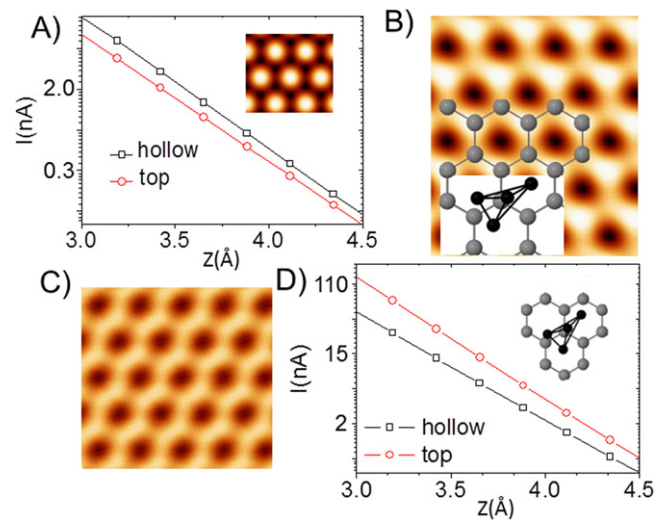 A)
I(nA)
2.0
0.3
hollow
top
3.0 3.5 4.0 4.5
Z(Å)
B)
C)
D)
I(nA)
110
15
2
hollow
top
3.0 3.5 4.0 4.5
Z(Å)